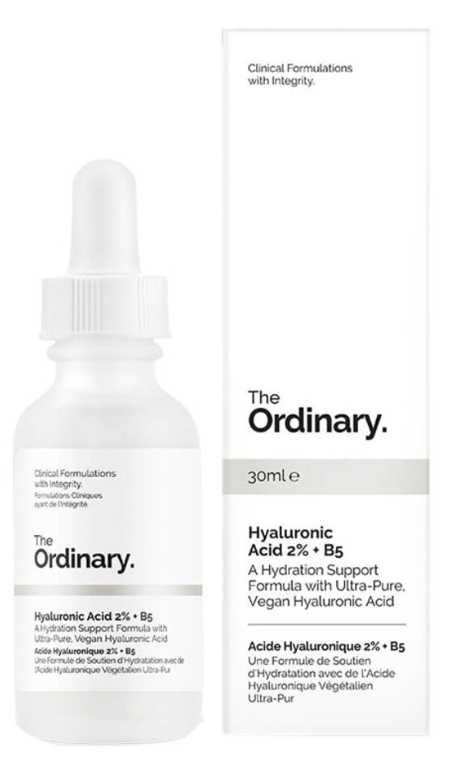 Clinical Formulations
with Integrity.
Formulations Cliniques
ayant de l'Intégrité
The
Ordinary.
Hyaluronic Acid 2% + B5
A Hydration Support Formula with
Ultra-Pure, Vegan Hyaluronic Acid
Acide Hyaluronique 2% + B5
Une Formule de Soutien d'Hydratation avec de
l'Acide Hyaluronique Végétalien Ultra-Pur
Clinical Formulations
with Integrity.
The
Ordinary.
30ml e
Hyaluronic
Acid 2% + B5
A Hydration Support
Formula with Ultra-Pure,
Vegan Hyaluronic Acid
Acide Hyaluronique 2% + B5
Une Formule de Soutien
d'Hydratation avec de l'Acide
Hyaluronique Végétalien
Ultra-Pur